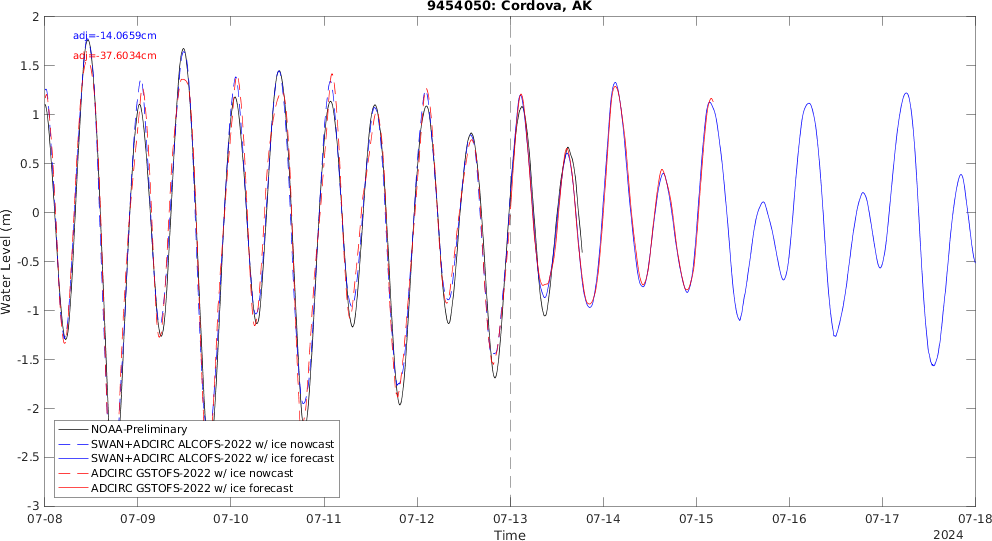 9454050: Cordova, AK
adj=-14.0659cm
adj=-37.6034cm
2
1.5
1
0.5
0
-0.5
-1
-1.5
-2
-2.5
-3
Water Level (m)
NOAA-Preliminary
SWAN+ADCIRC ALCOFS-2022 w/ ice nowcast
SWAN+ADCIRC ALCOFS-2022 w/ ice forecast
ADCIRC GSTOFS-2022 w/ ice nowcast
ADCIRC GSTOFS-2022 w/ ice forecast
07-08 07-09 07-10 07-11 07-12 07-13 07-14 07-15 07-16 07-17 07-18
Time
2024